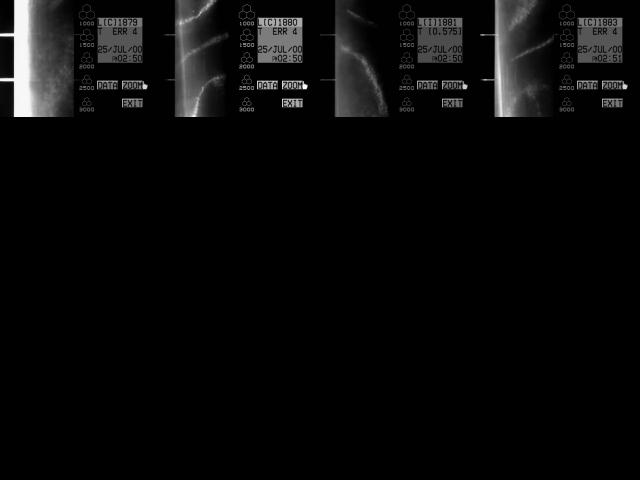 L(C)1879
T ERR 4
25/JUL/00
PM02:50
DATA ZOOM
EXIT
1000
1500
2000
2500
3000
L(C)1880
T ERR 4
25/JUL/00
PM02:50
DATA ZOOM
EXIT
1000
1500
2000
2500
3000
L(I)1881
T (0.575)
25/JUL/00
PM02:50
DATA ZOOM
EXIT
1000
1500
2000
2500
3000
L(C)1883
T ERR 4
25/JUL/00
PM02:51
DATA ZOOM
EXIT
1000
1500
2000
2500
3000